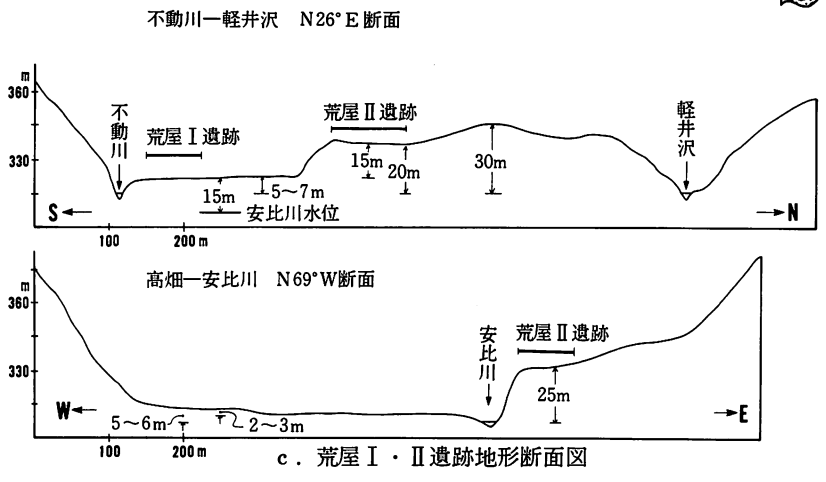 不動川―軽井沢 N26°E断面
m
360
330
不動川
荒屋Ⅰ遺跡
荒屋Ⅱ遺跡
軽井沢
15m
5～7m
15m
20m
30m
安比川水位
S
N
100
200m
高畑―安比川 N69°W断面
m
360
330
安比川
荒屋Ⅱ遺跡
25m
W
E
5～6m
2～3m
100
200m
c．荒屋Ⅰ・Ⅱ遺跡地形断面図